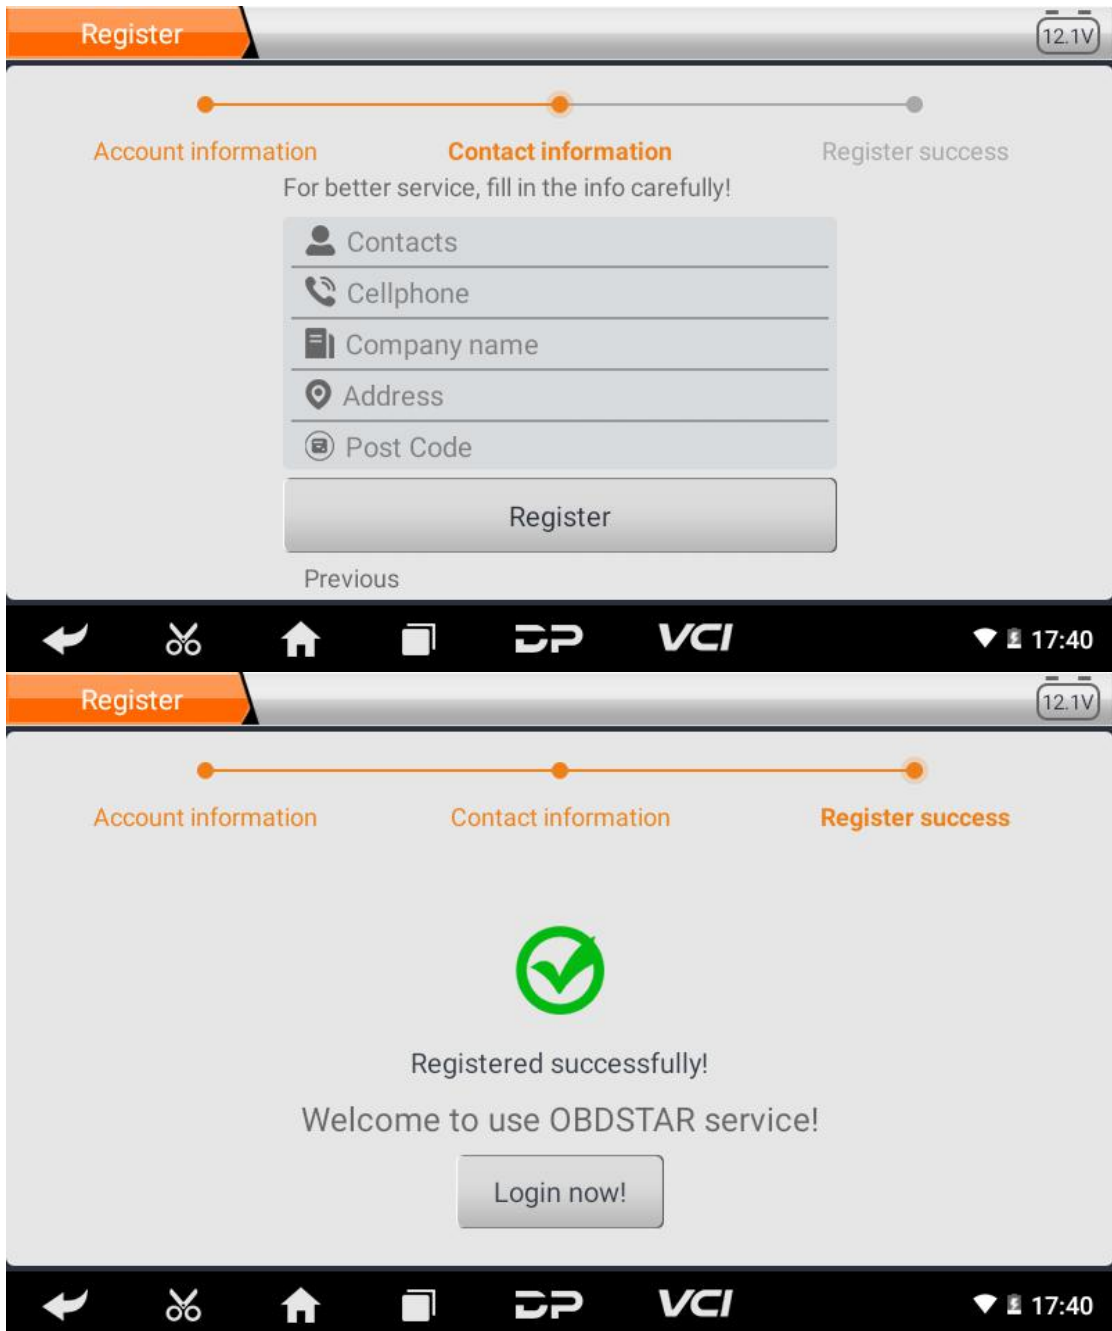 Register
12.1V
Account information Contact information Register success
For better service, fill in the info carefully!
Contacts
Cellphone
Company name
Address
Post Code
Register
Previous
DP VCI 17:40
Register
12.1V
Account information Contact information Register success
Registered successfully!
Welcome to use OBDSTAR service!
Login now!
DP VCI 17:40